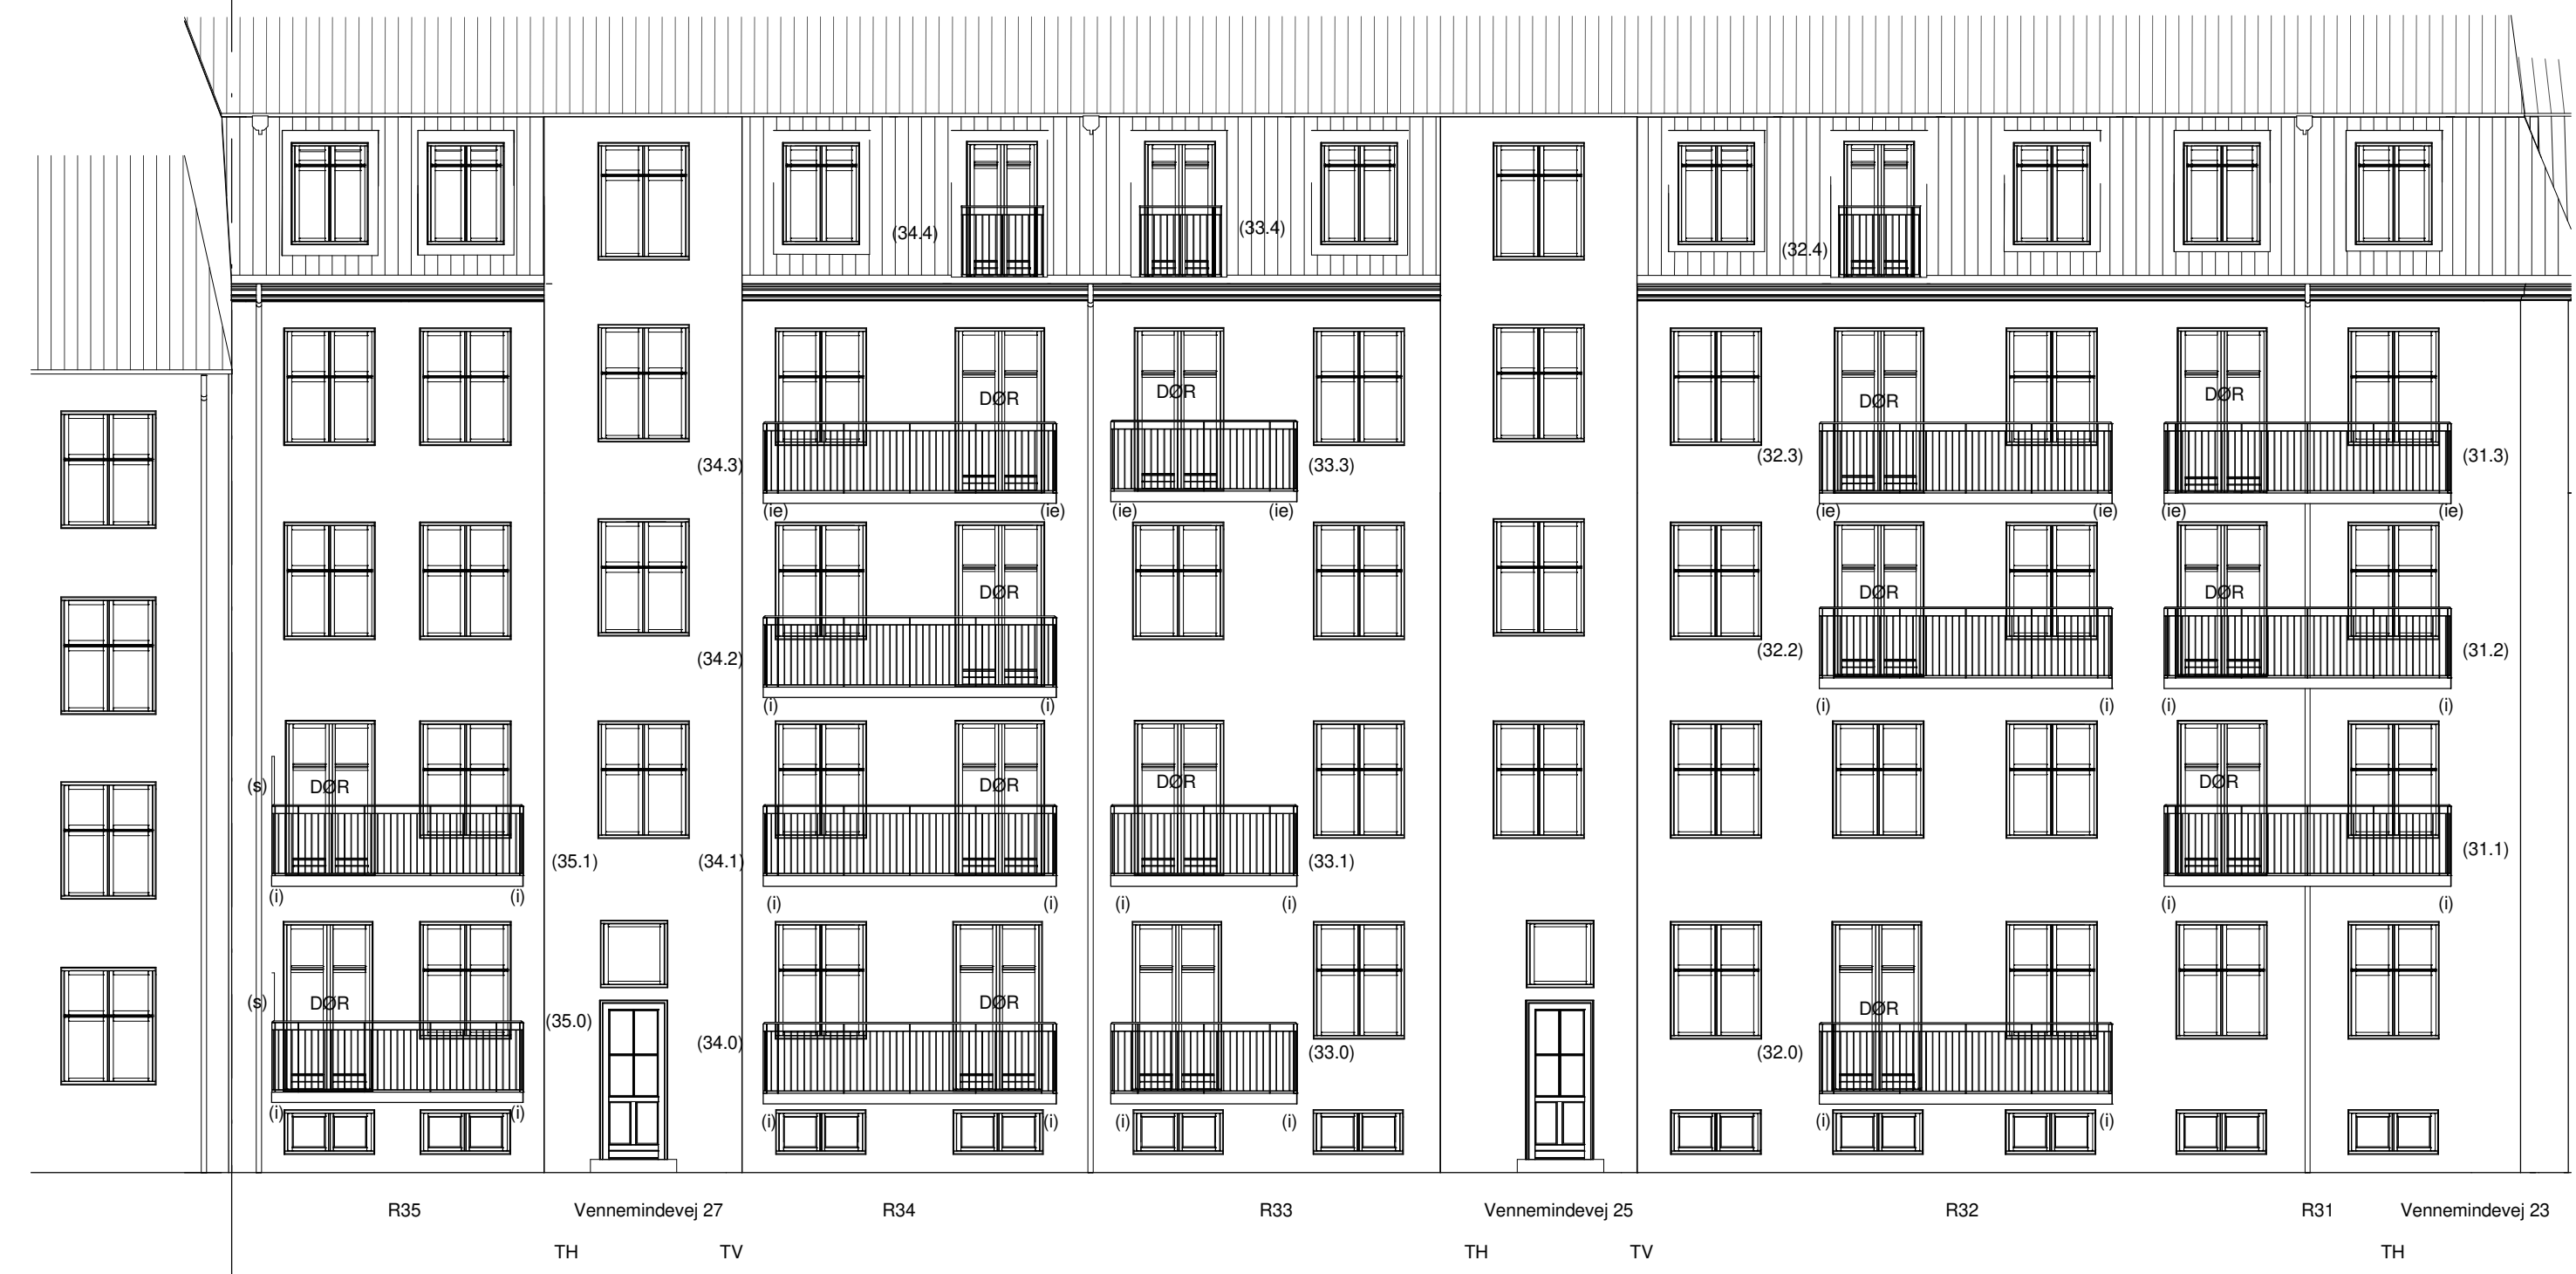 (34.4) (33.4) (32.4)
DØR DØR DØR DØR
(34.3) (33.3) (32.3) (31.3)
(ie) (ie) (ie) (ie) (ie) (ie) (ie) (ie)
DØR DØR DØR
(34.2) (32.2) (31.2)
(i) (i) (i) (i) (i) (i)
(s) DØR DØR DØR DØR
(35.1) (34.1) (33.1) (31.1)
(i) (i) (i) (i) (i) (i) (i) (i)
(s) DØR DØR DØR
(35.0) (34.0) (33.0) (32.0)
(i) (i) (i) (i) (i) (i) (i) (i)
R35 Vennemindevej 27 R34 R33 Vennemindevej 25 R32 R31 Vennemindevej 23
TH TV TH TV TH